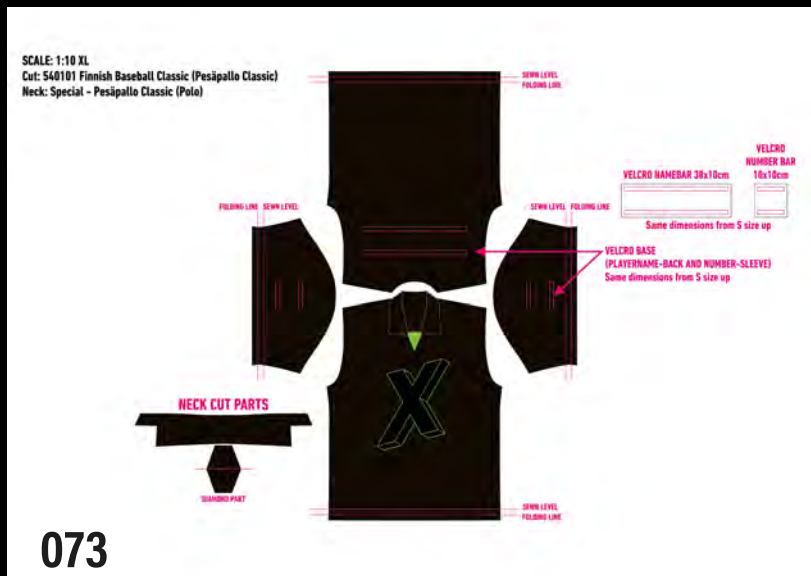 SCALE: 1:10 XL
Cut: 540101 Finnish Baseball Classic (Pesäpallo Classic)
Neck: Special - Pesäpallo Classic (Polo)
SEWN LEVEL
FOLDING LINE
VELCRO
NUMBER BAR
10x10cm
VELCRO NAMEBAR 38x10cm
Same dimensions from S size up
FOLDING LINE SEWN LEVEL
SEWN LEVEL FOLDING LINE
VELCRO BASE
(PLAYERNAME-BACK AND NUMBER-SLEEVE)
Same dimensions from S size up
X
NECK CUT PARTS
DIAMOND PART
SEWN LEVEL
FOLDING LINE
073